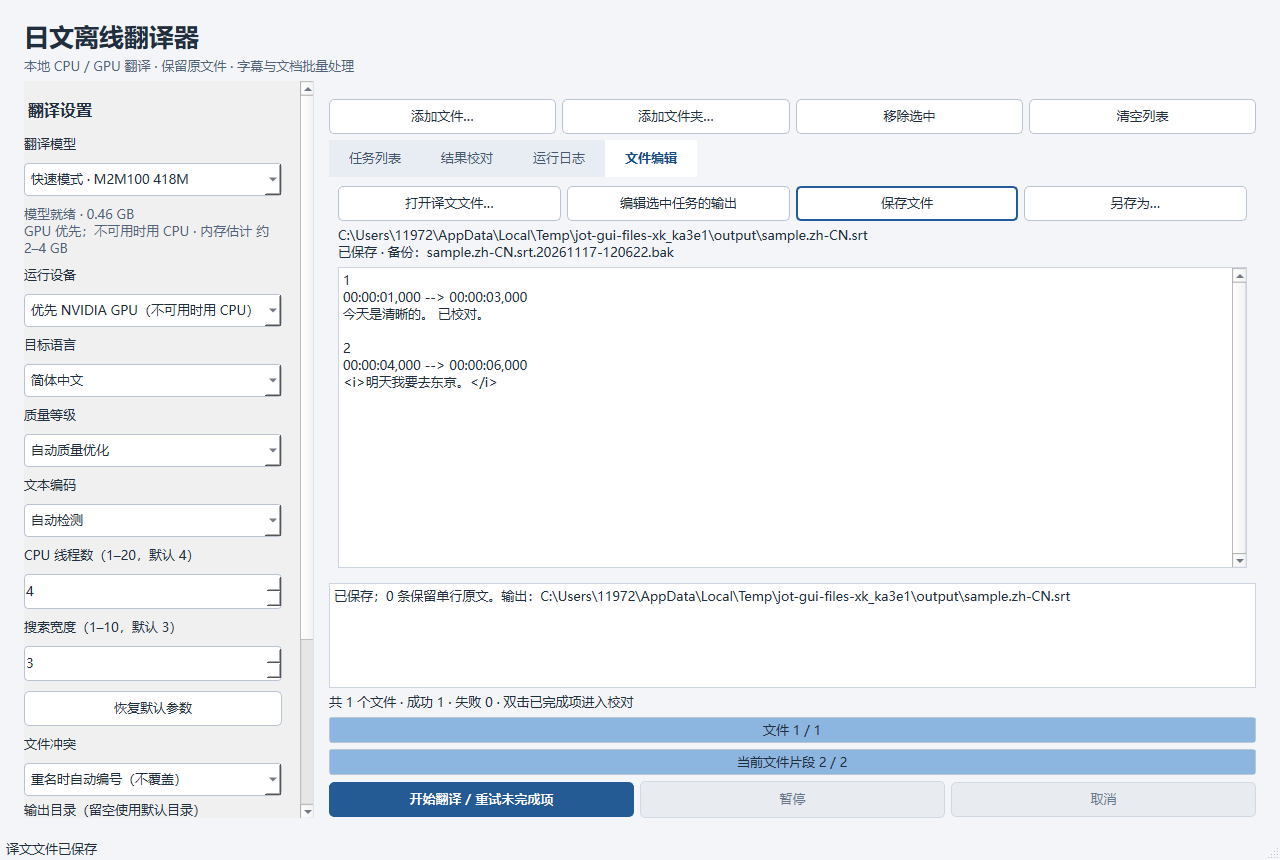 日文离线翻译器
本地 CPU / GPU 翻译 · 保留原文件 · 字幕与文档批量处理
翻译设置
翻译模型
快速模式 · M2M100 418M
模型就绪 · 0.46 GB
GPU 优先；不可用时用 CPU · 内存估计 约
2–4 GB
运行设备
优先 NVIDIA GPU（不可用时用 CPU）
目标语言
简体中文
质量等级
自动质量优化
文本编码
自动检测
CPU 线程数（1–20，默认 4）
4
搜索宽度（1–10，默认 3）
3
恢复默认参数
文件冲突
重名时自动编号（不覆盖）
输出目录（留空使用默认目录）
添加文件...
添加文件夹...
移除选中
清空列表
任务列表
结果校对
运行日志
文件编辑
打开译文文件...
编辑选中任务的输出
保存文件
另存为...
C:\Users\11972\AppData\Local\Temp\jot-gui-files-xk_ka3e1\output\sample.zh-CN.srt
已保存 · 备份：sample.zh-CN.srt.20261117-120622.bak
1
00:00:01,000 --> 00:00:03,000
今天是清晰的。 已校对。
2
00:00:04,000 --> 00:00:06,000
<i>明天我要去东京。</i>
已保存；0 条保留单行原文。输出：C:\Users\11972\AppData\Local\Temp\jot-gui-files-xk_ka3e1\output\sample.zh-CN.srt
共 1 个文件 · 成功 1 · 失败 0 · 双击已完成项进入校对
文件 1 / 1
当前文件片段 2 / 2
开始翻译 / 重试未完成项
暂停
取消
译文文件已保存